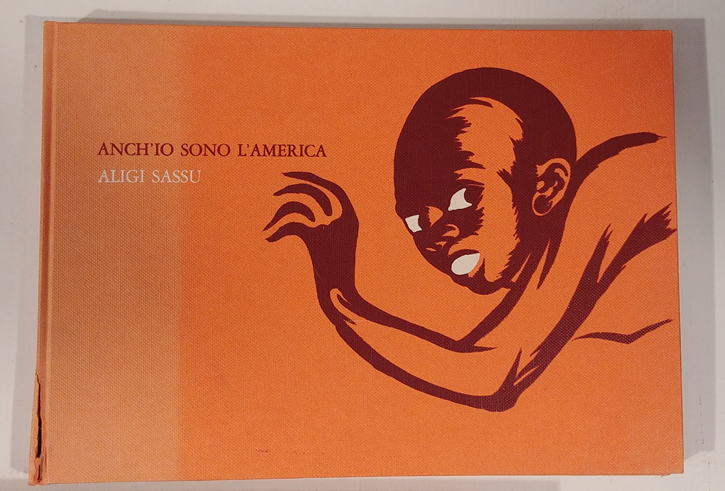 ANCH'IO SONO L'AMERICA
ALIGI SASSU